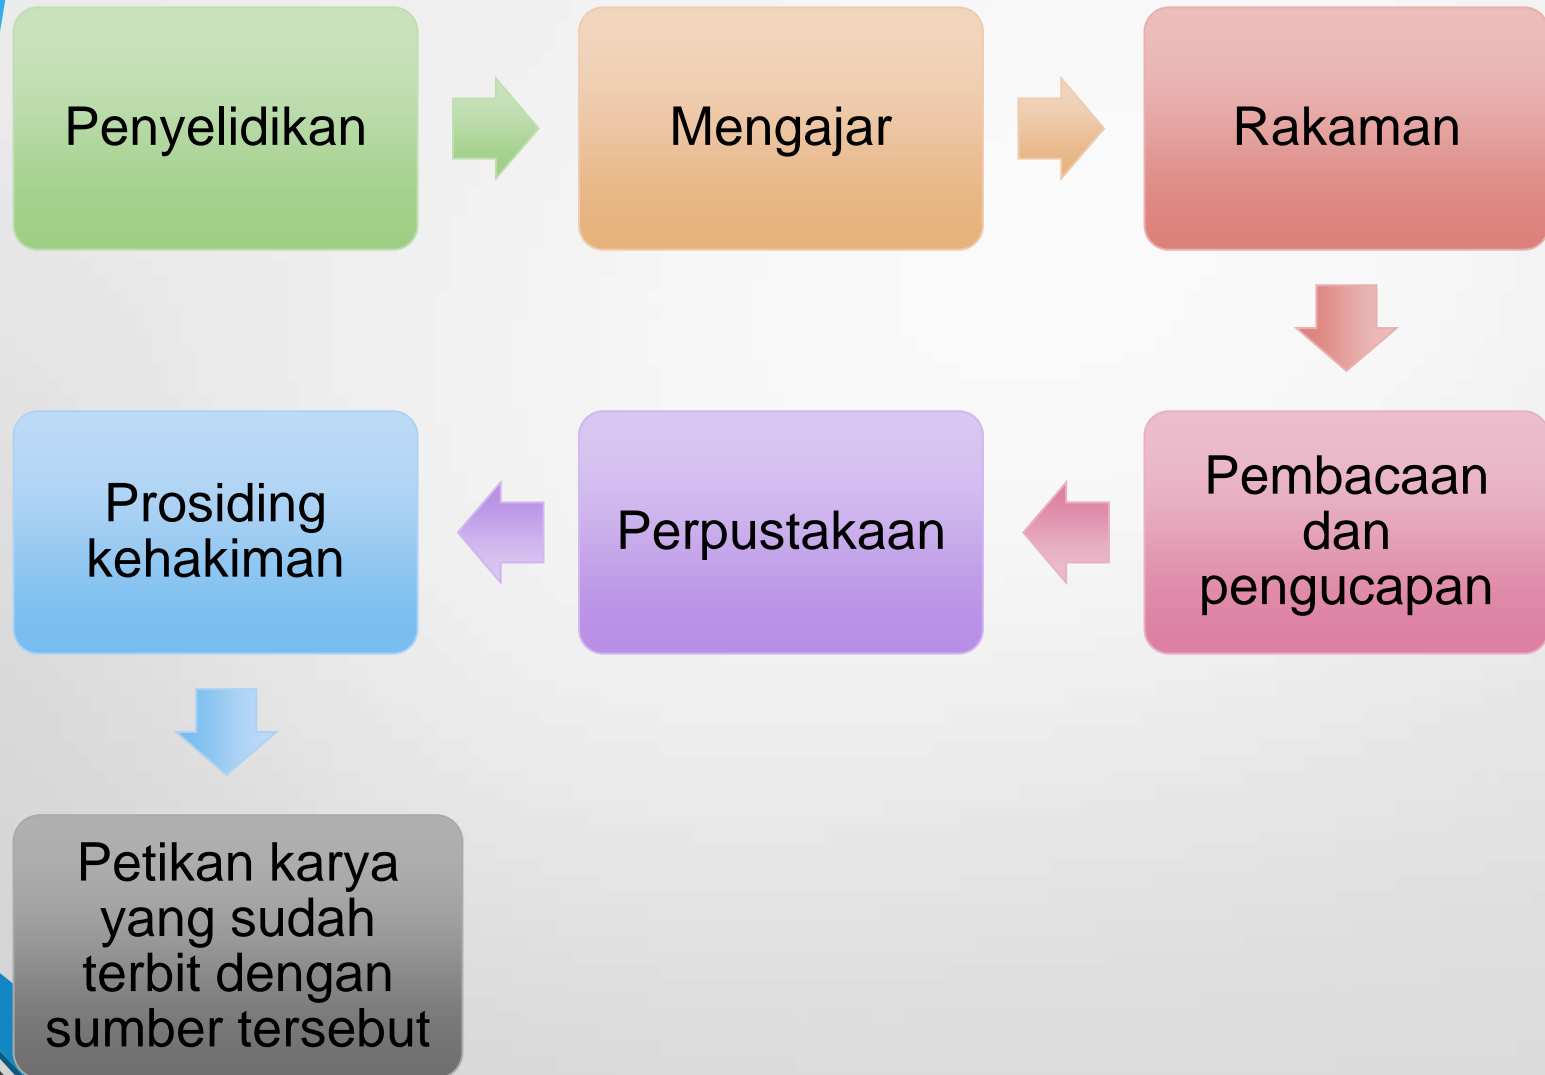 Penyelidikan
Mengajar
Rakaman
Pembacaan
dan
pengucapan
Perpustakaan
Prosiding
kehakiman
Petikan karya
yang sudah
terbit dengan
sumber tersebut